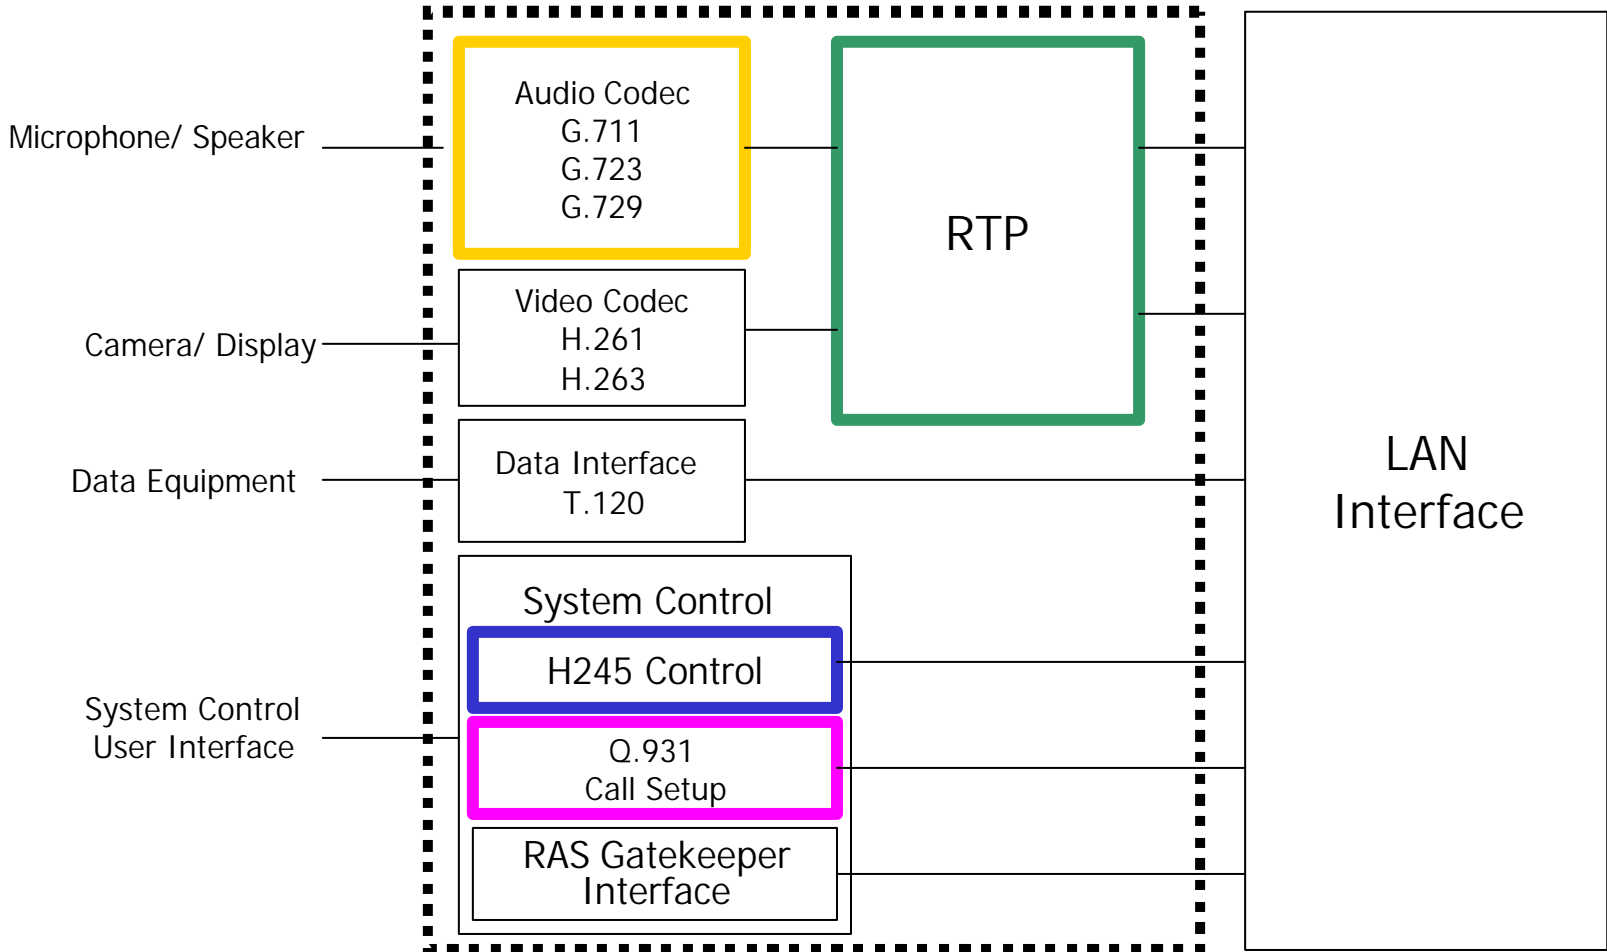 Microphone/ Speaker
Audio Codec
G.711
G.723
G.729
RTP
Camera/ Display
Video Codec
H.261
H.263
Data Equipment
Data Interface
T.120
LAN
Interface
System Control
User Interface
System Control
H245 Control
Q.931
Call Setup
RAS Gatekeeper
Interface